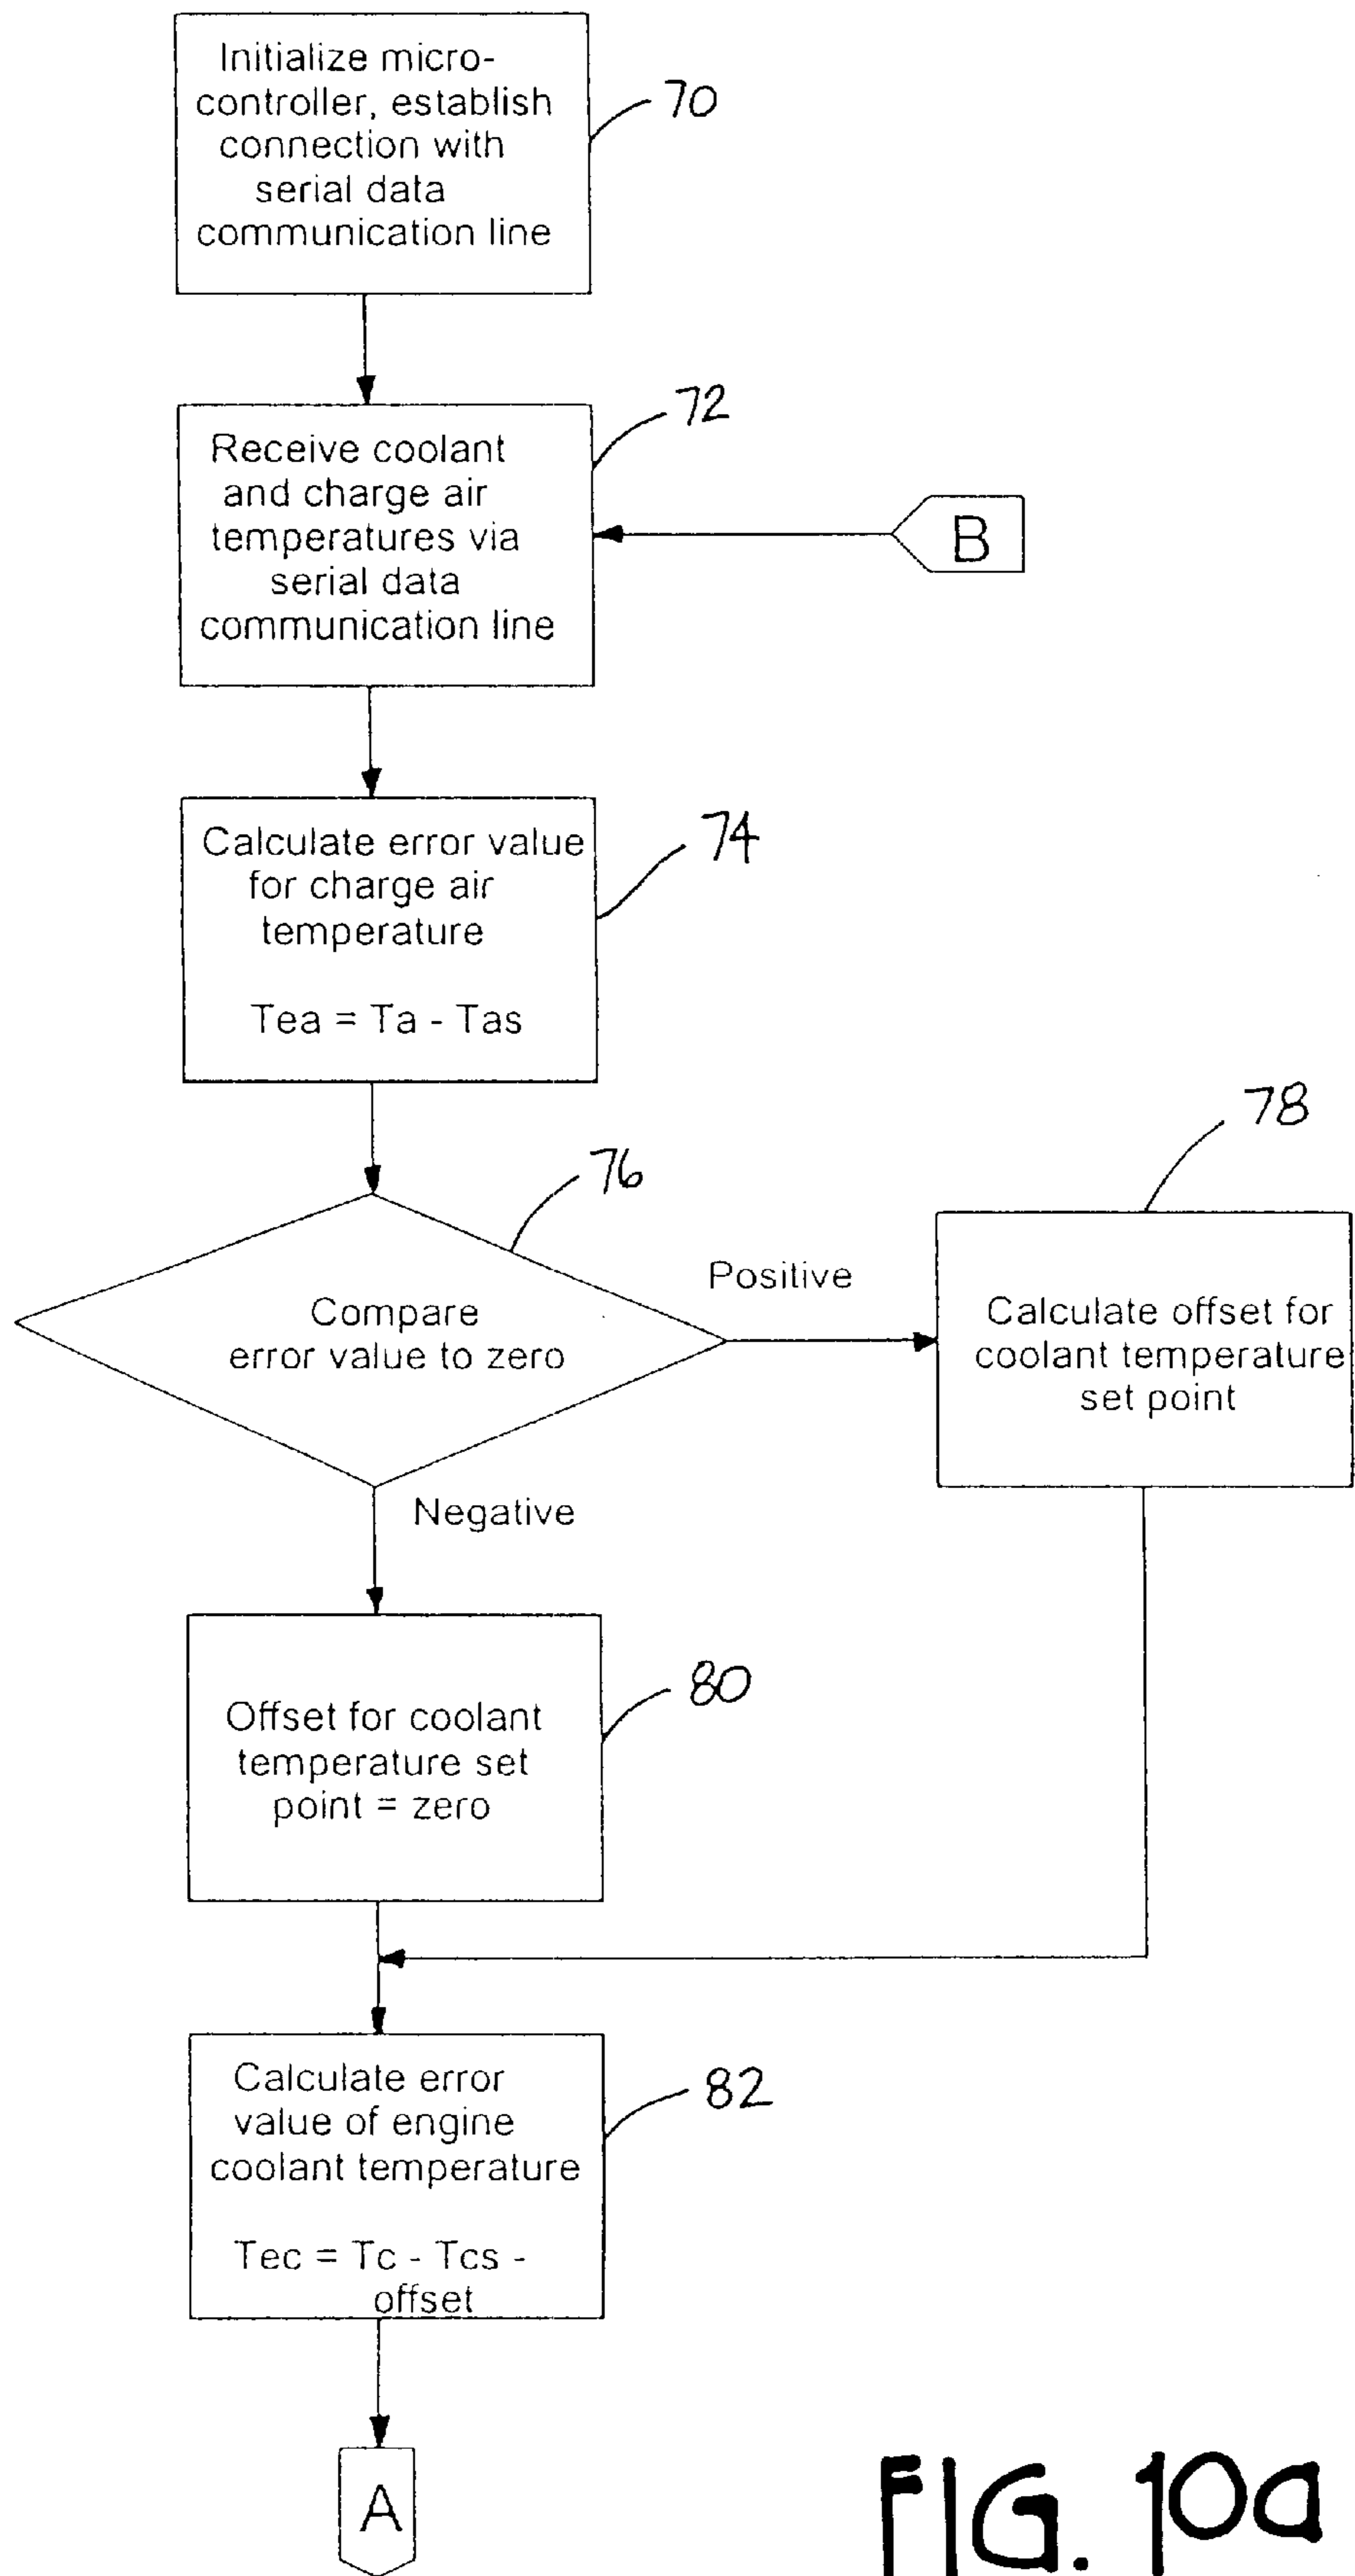 Initialize micro-
controller, establish
connection with
serial data
communication line
70
72
Receive coolant
and charge air
temperatures via
serial data
communication line
B
74
Calculate error value
for charge air
temperature
Tea = Ta - Tas
78
76
Positive
Compare
error value to zero
Calculate offset for
coolant temperature
set point
Negative
80
Offset for coolant
temperature set
point = zero
82
Calculate error
value of engine
coolant temperature
Tec = Tc - Tcs -
offset
A
FIG. 10a